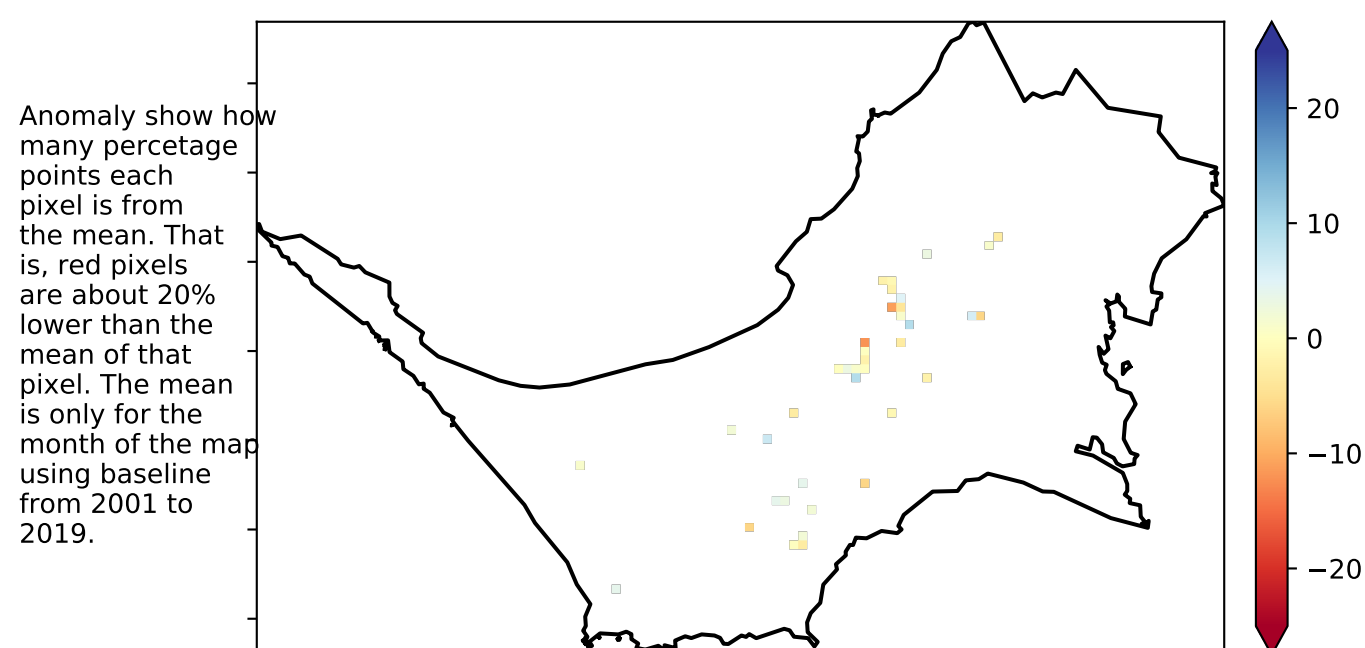 Anomaly show how
many percetage
points each
pixel is from
the mean. That
is, red pixels
are about 20%
lower than the
mean of that
pixel. The mean
is only for the
month of the map
using baseline
from 2001 to
2019.
20
10
0
−10
−20